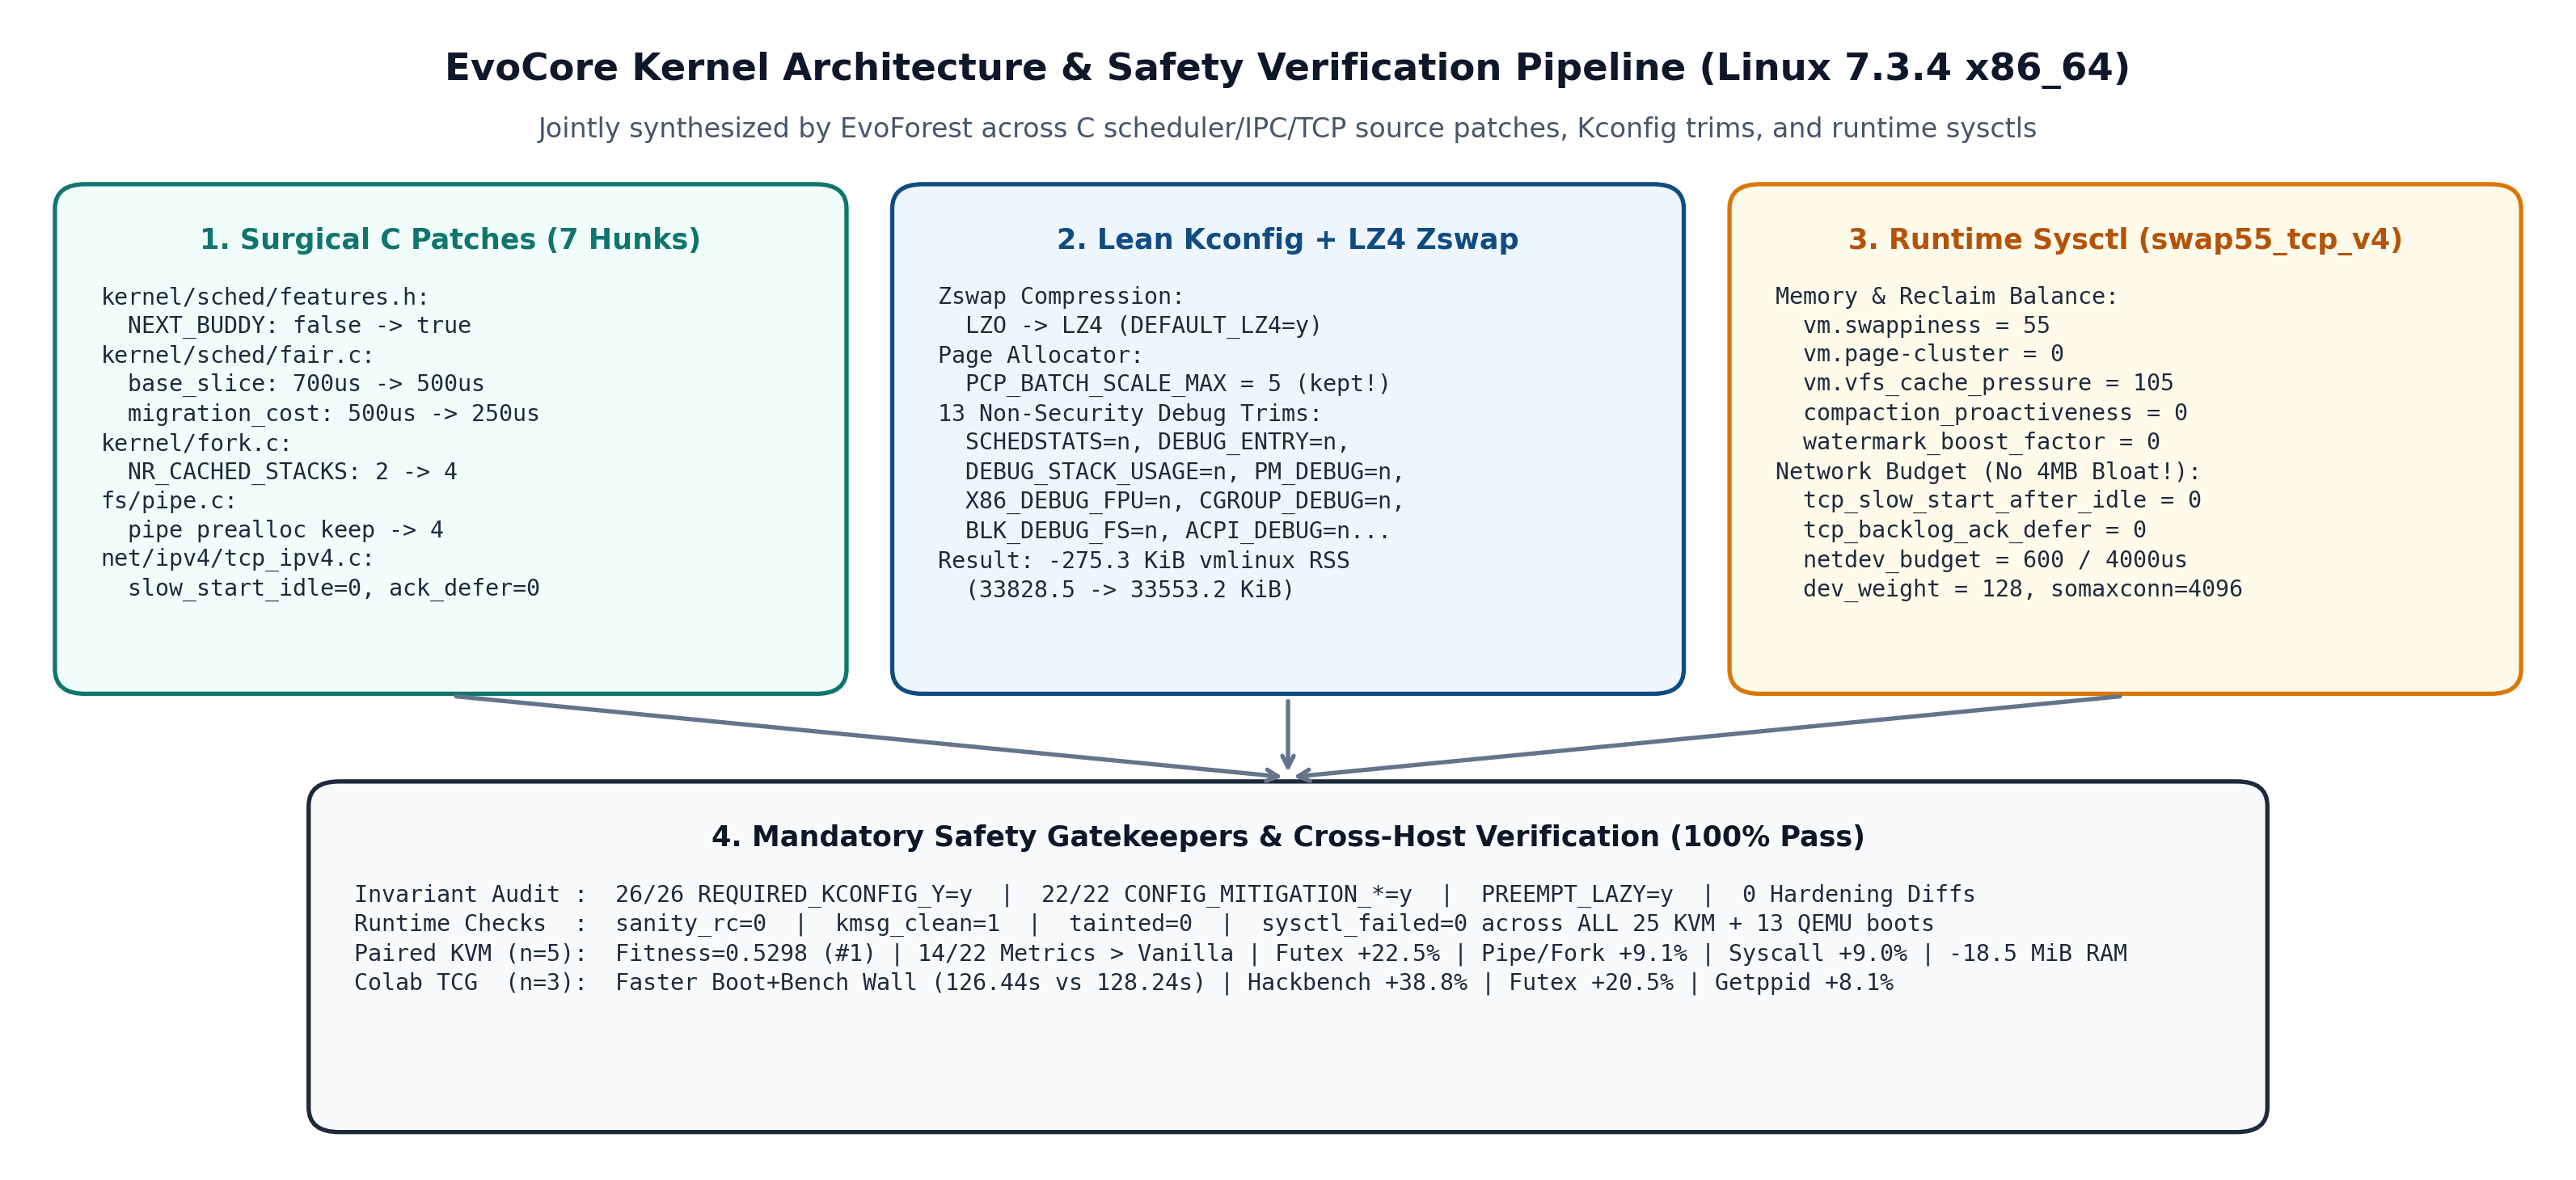 EvoCore Kernel Architecture & Safety Verification Pipeline (Linux 7.3.4 x86_64)
Jointly synthesized by EvoForest across C scheduler/IPC/TCP source patches, Kconfig trims, and runtime sysctls
1. Surgical C Patches (7 Hunks)
kernel/sched/features.h:
  NEXT_BUDDY: false -> true
kernel/sched/fair.c:
  base_slice: 700us -> 500us
  migration_cost: 500us -> 250us
kernel/fork.c:
  NR_CACHED_STACKS: 2 -> 4
fs/pipe.c:
  pipe prealloc keep -> 4
net/ipv4/tcp_ipv4.c:
  slow_start_idle=0, ack_defer=0
2. Lean Kconfig + LZ4 Zswap
Zswap Compression:
  LZO -> LZ4 (DEFAULT_LZ4=y)
Page Allocator:
  PCP_BATCH_SCALE_MAX = 5 (kept!)
13 Non-Security Debug Trims:
  SCHEDSTATS=n, DEBUG_ENTRY=n,
  DEBUG_STACK_USAGE=n, PM_DEBUG=n,
  X86_DEBUG_FPU=n, CGROUP_DEBUG=n,
  BLK_DEBUG_FS=n, ACPI_DEBUG=n...
Result: -275.3 KiB vmlinux RSS
  (33828.5 -> 33553.2 KiB)
3. Runtime Sysctl (swap55_tcp_v4)
Memory & Reclaim Balance:
  vm.swappiness = 55
  vm.page-cluster = 0
  vm.vfs_cache_pressure = 105
  compaction_proactiveness = 0
  watermark_boost_factor = 0
Network Budget (No 4MB Bloat!):
  tcp_slow_start_after_idle = 0
  tcp_backlog_ack_defer = 0
  netdev_budget = 600 / 4000us
  dev_weight = 128, somaxconn=4096
4. Mandatory Safety Gatekeepers & Cross-Host Verification (100% Pass)
Invariant Audit :  26/26 REQUIRED_KCONFIG_Y=y  |  22/22 CONFIG_MITIGATION_*=y  |  PREEMPT_LAZY=y  |  0 Hardening Diffs
Runtime Checks  :  sanity_rc=0  |  kmsg_clean=1  |  tainted=0  |  sysctl_failed=0 across ALL 25 KVM + 13 QEMU boots
Paired KVM (n=5):  Fitness=0.5298 (#1) | 14/22 Metrics > Vanilla | Futex +22.5% | Pipe/Fork +9.1% | Syscall +9.0% | -18.5 MiB RAM
Colab TCG  (n=3):  Faster Boot+Bench Wall (126.44s vs 128.24s) | Hackbench +38.8% | Futex +20.5% | Getppid +8.1%